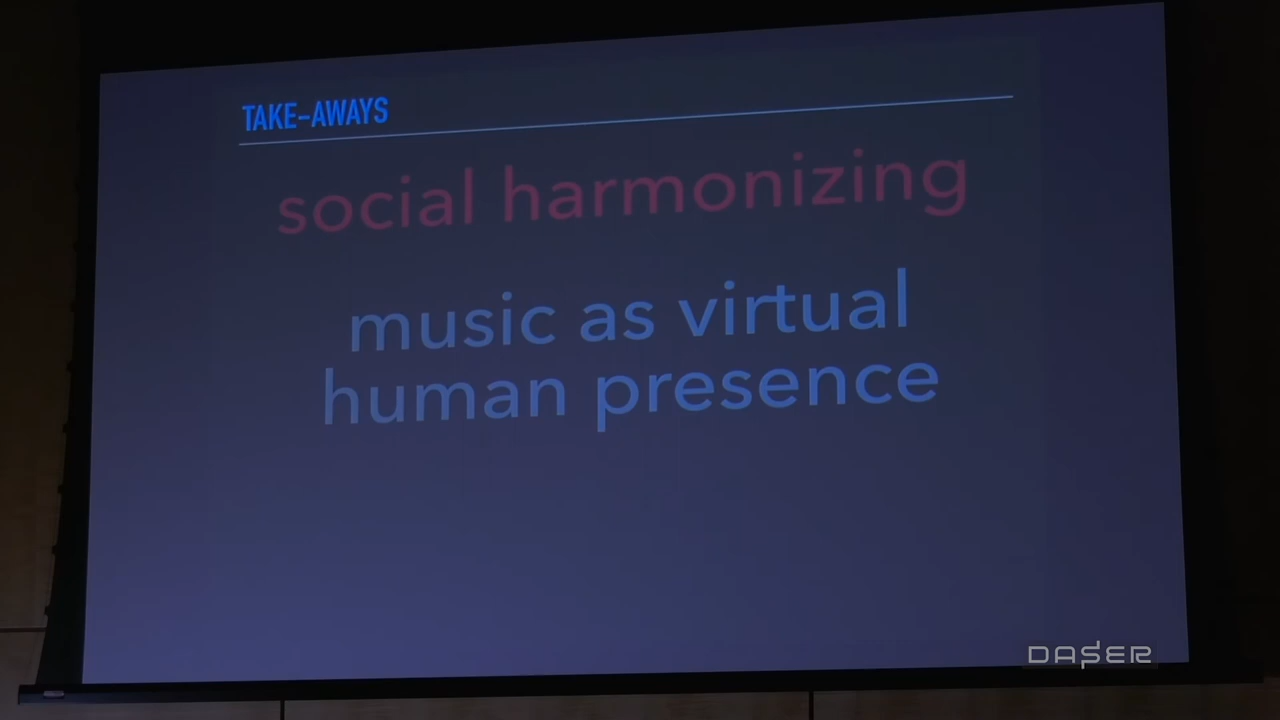 TAKE-AWAYS
social harmonizing
music as virtual
human presence
DASER